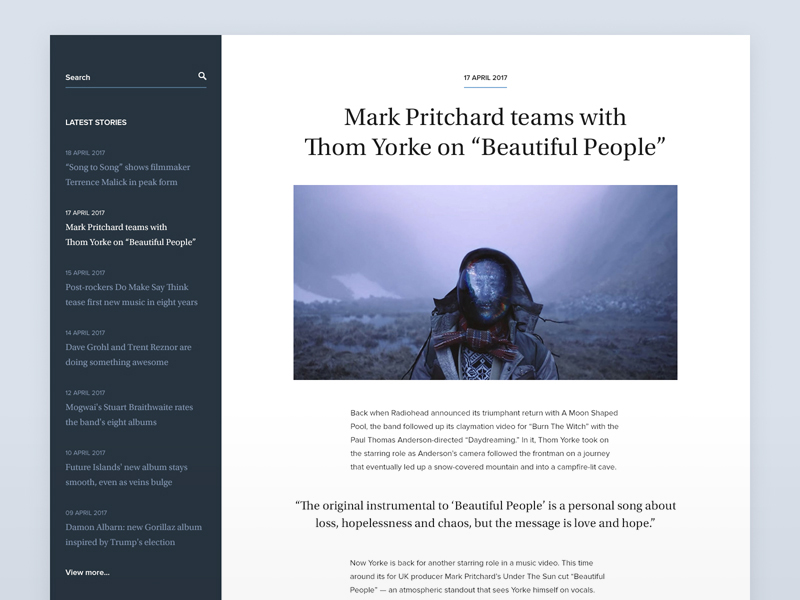 Search
LATEST STORIES
18 APRIL 2017
“Song to Song” shows filmmaker
Terrence Malick in peak form
17 APRIL 2017
Mark Pritchard teams with
Thom Yorke on “Beautiful People”
15 APRIL 2017
Post-rockers Do Make Say Think
tease first new music in eight years
14 APRIL 2017
Dave Grohl and Trent Reznor are
doing something awesome
12 APRIL 2017
Mogwai’s Stuart Braithwaite rates
the band’s eight albums
10 APRIL 2017
Future Islands’ new album stays
smooth, even as veins bulge
09 APRIL 2017
Damon Albarn: new Gorillaz album
inspired by Trump’s election
View more...
17 APRIL 2017
Mark Pritchard teams with
Thom Yorke on “Beautiful People”
Back when Radiohead announced its triumphant return with A Moon Shaped
Pool, the band followed up its claymation video for “Burn The Witch” with the
Paul Thomas Anderson-directed “Daydreaming.” In it, Thom Yorke took on
the starring role as Anderson’s camera followed the frontman on a journey
that eventually led up a snow-covered mountain and into a campfire-lit cave.
“The original instrumental to ‘Beautiful People’ is a personal song about
loss, hopelessness and chaos, but the message is love and hope.”
Now Yorke is back for another starring role in a music video. This time
around its for UK producer Mark Pritchard’s Under The Sun cut “Beautiful
People” — an atmospheric standout that sees Yorke himself on vocals.